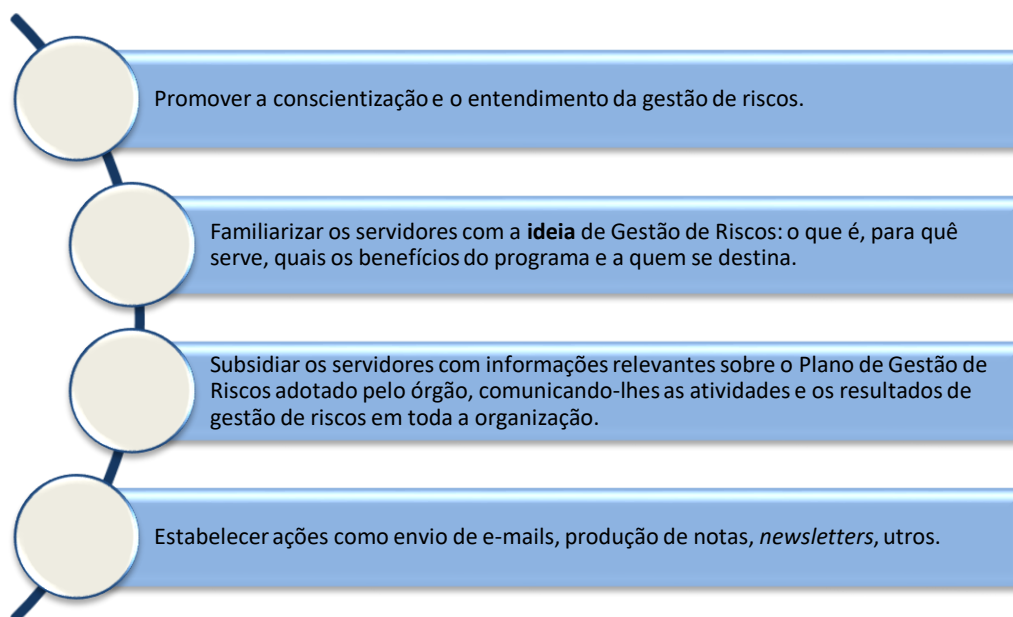 Promover a conscientização e o entendimento da gestão de riscos.
Familiarizar os servidores com a ideia de Gestão de Riscos: o que é, para quê
serve, quais os benefícios do programa e a quem se destina.
Subsidiar os servidores com informações relevantes sobre o Plano de Gestão de
Riscos adotado pelo órgão, comunicando-lhes as atividades e os resultados de
gestão de riscos em toda a organização.
Estabelecer ações como envio de e-mails, produção de notas, newsletters, utros.